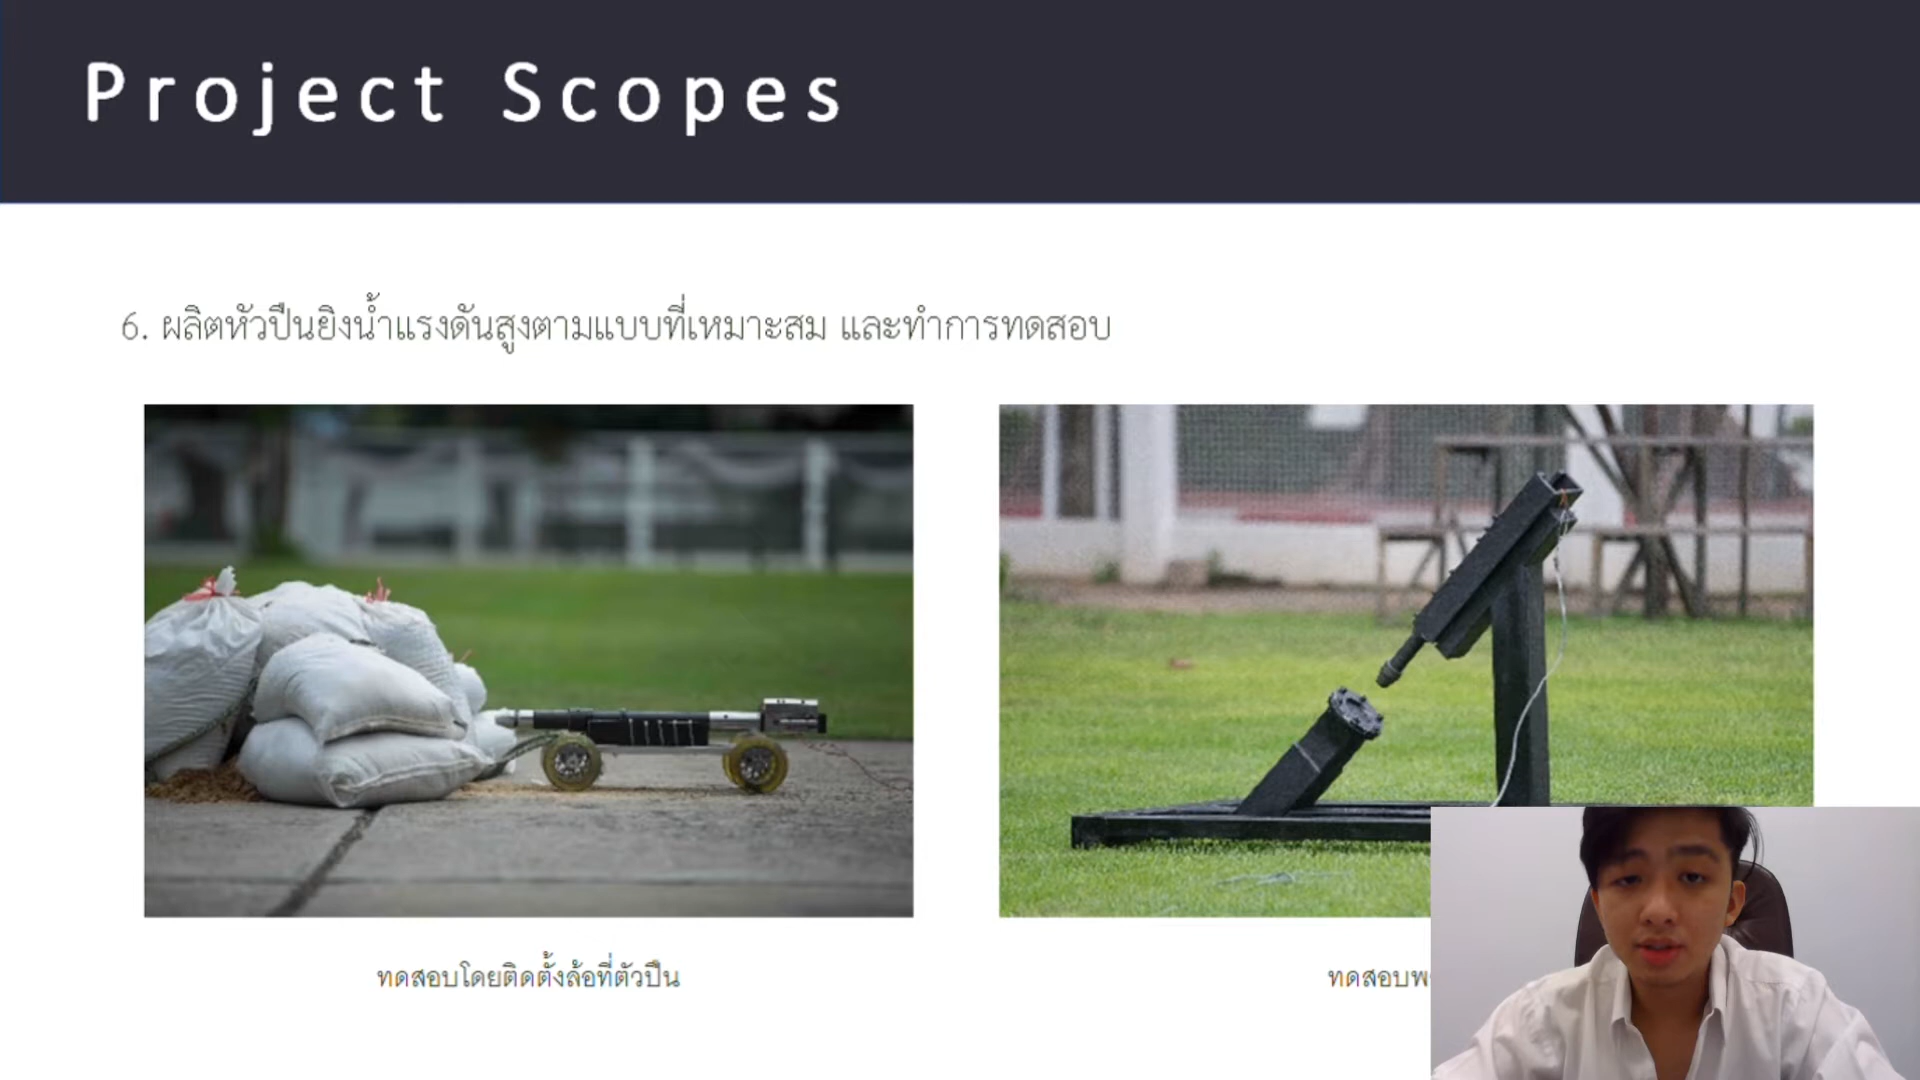 Project Scopes
6. ผลิตหัวปืนยิงน้ำแรงดันสูงตามแบบที่เหมาะสม และทำการทดสอบ
ทดสอบโดยติดตั้งล้อที่ตัวปืน
ทดสอบ